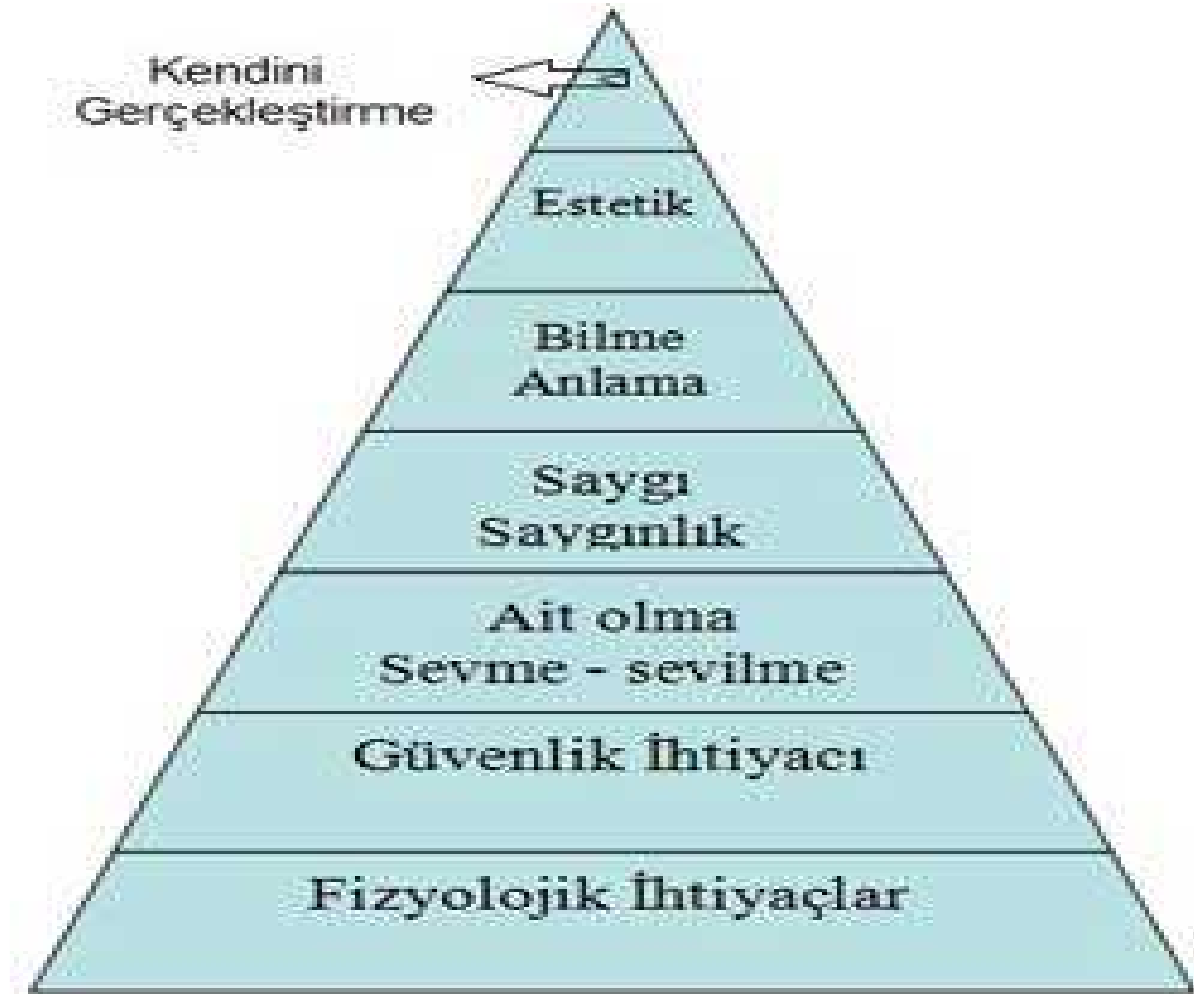 Kendini
Gerçekleştirme
Estetik
Bilme
Anlama
Saygı
Saygınlık
Ait olma
Sevme - sevilme
Güvenlik İhtiyacı
Fizyolojik İhtiyaçlar